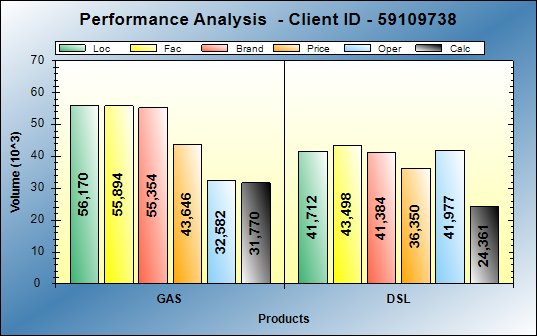 Performance Analysis - Client ID - 59109738
Loc Fac Brand Price Oper Calc
Volume (10^3)
70
60
50
40
30
20
10
0
56,170 55,894 55,354 43,646 32,582 31,770 41,712 43,498 41,384 36,350 41,977 24,361
GAS DSL
Products